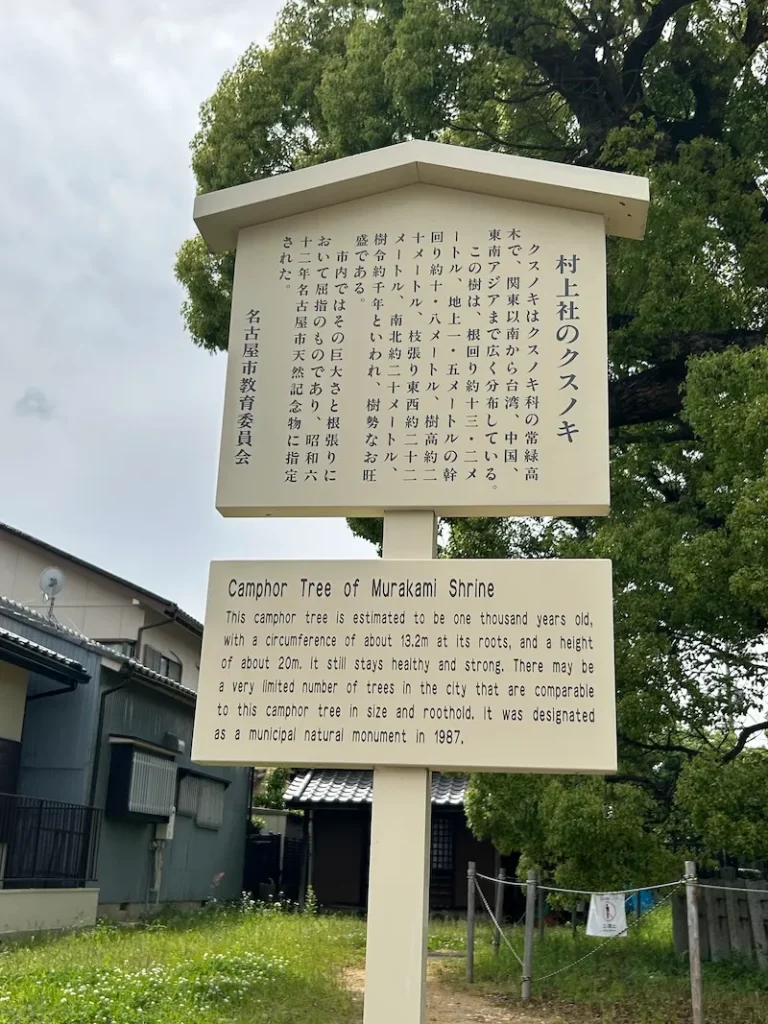 村上社のクスノキ
クスノキはクスノキ科の常緑高
木で、関東以南から台湾、中国、
東南アジアまで広く分布している。
この樹は、根回り約十三・二メ
ートル、地上一・五メートルの幹
回り約十・八メートル、樹高約二
十メートル、枝張り東西約二十二
メートル、南北約二十メートル、
樹令約千年といわれ、樹勢なお旺
盛である。
市内ではその巨大さと根張りに
おいて屈指のものであり、昭和六
十二年名古屋市天然記念物に指定
された。
名古屋市教育委員会
Camphor Tree of Murakami Shrine
This camphor tree is estimated to be one thousand years old,
with a circumference of about 13.2m at its roots, and a height
of about 20m. It still stays healthy and strong. There may be
a very limited number of trees in the city that are comparable
to this camphor tree in size and roothold. It was designated
as a municipal natural monument in 1987.